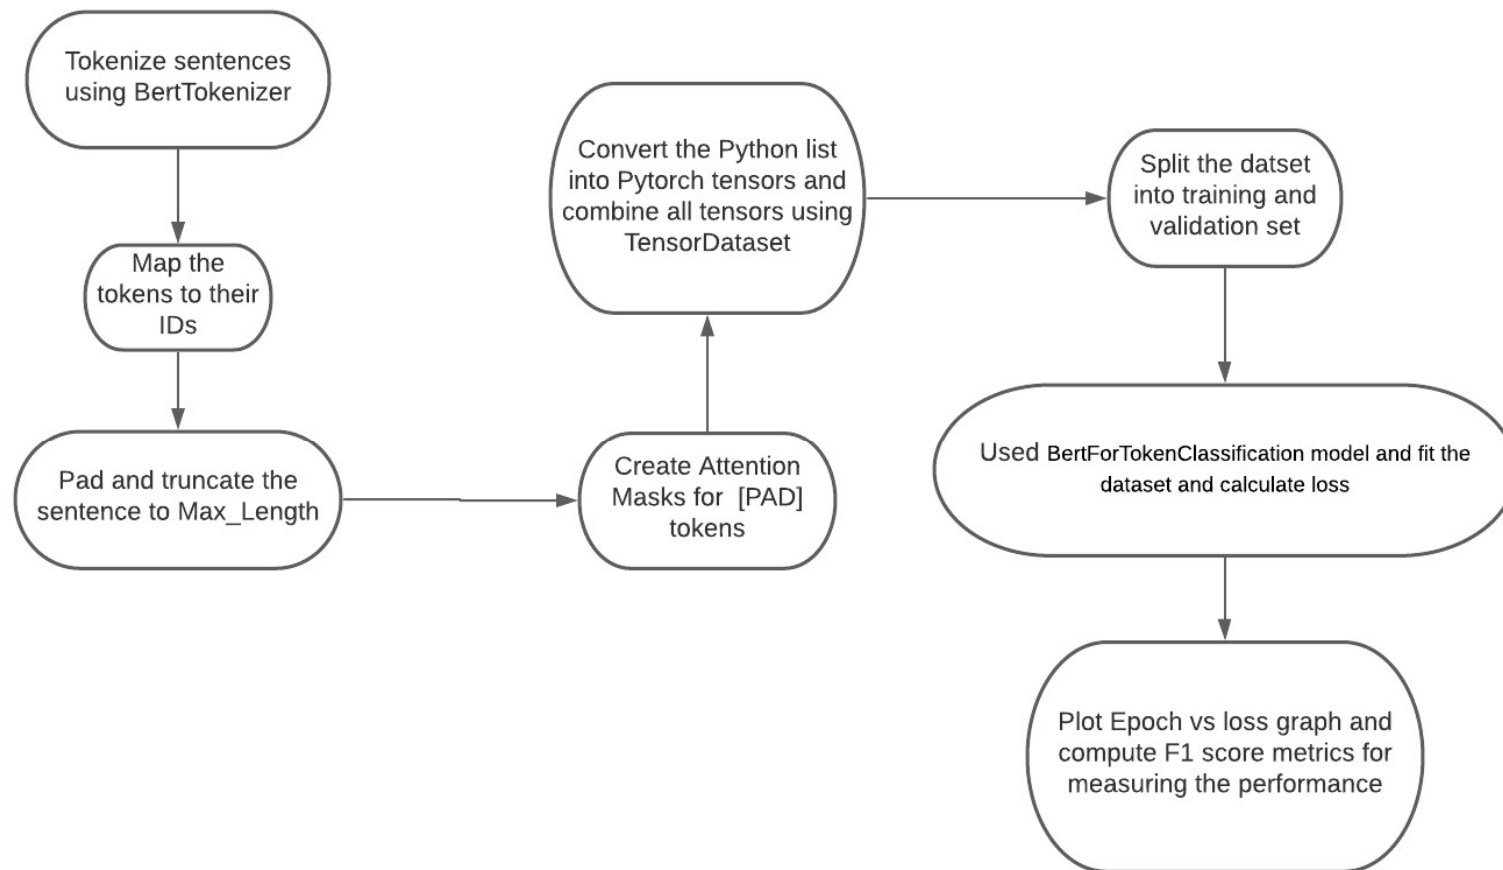 Tokenize sentences
using BertTokenizer
Map the
tokens to their
IDs
Pad and truncate the
sentence to Max_Length
Create Attention
Masks for [PAD]
tokens
Convert the Python list
into Pytorch tensors and
combine all tensors using
TensorDataset
Split the datset
into training and
validation set
Used BertForTokenClassification model and fit the
dataset and calculate loss
Plot Epoch vs loss graph and
compute F1 score metrics for
measuring the performance